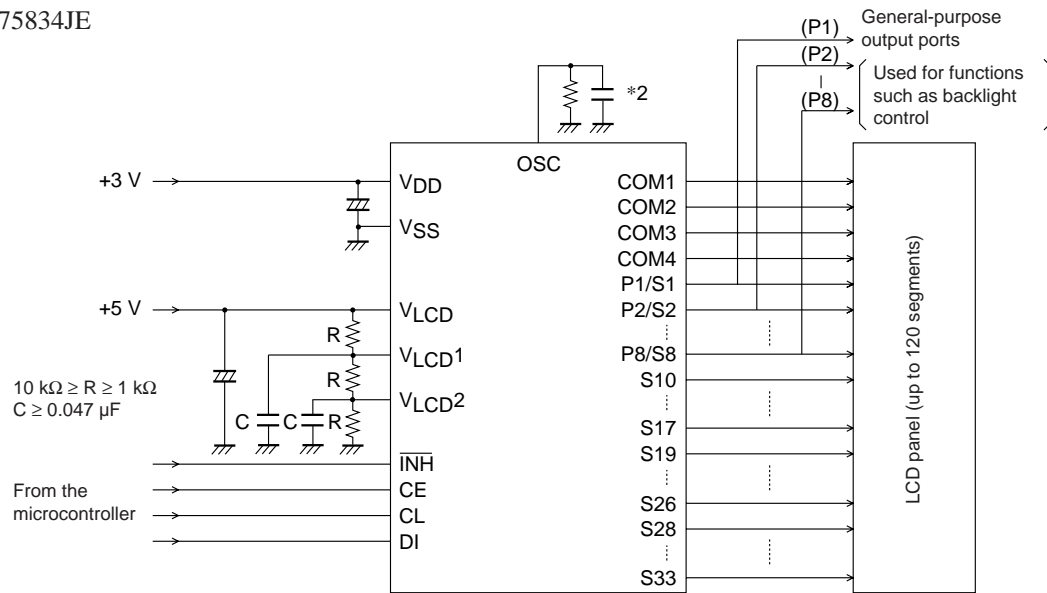 75834JE
(P1)
General-purpose
output ports
(P2)
(P8)
Used for functions
such as backlight
control
*2
OSC
+3 V
VDD
VSS
+5 V
VLCD
R
VLCD1
R
VLCD2
10 kΩ ≥ R ≥ 1 kΩ
C ≥ 0.047 µF
C
C
R
INH
CE
CL
DI
From the
microcontroller
COM1
COM2
COM3
COM4
P1/S1
P2/S2
P8/S8
S10
S17
S19
S26
S28
S33
LCD panel (up to 120 segments)